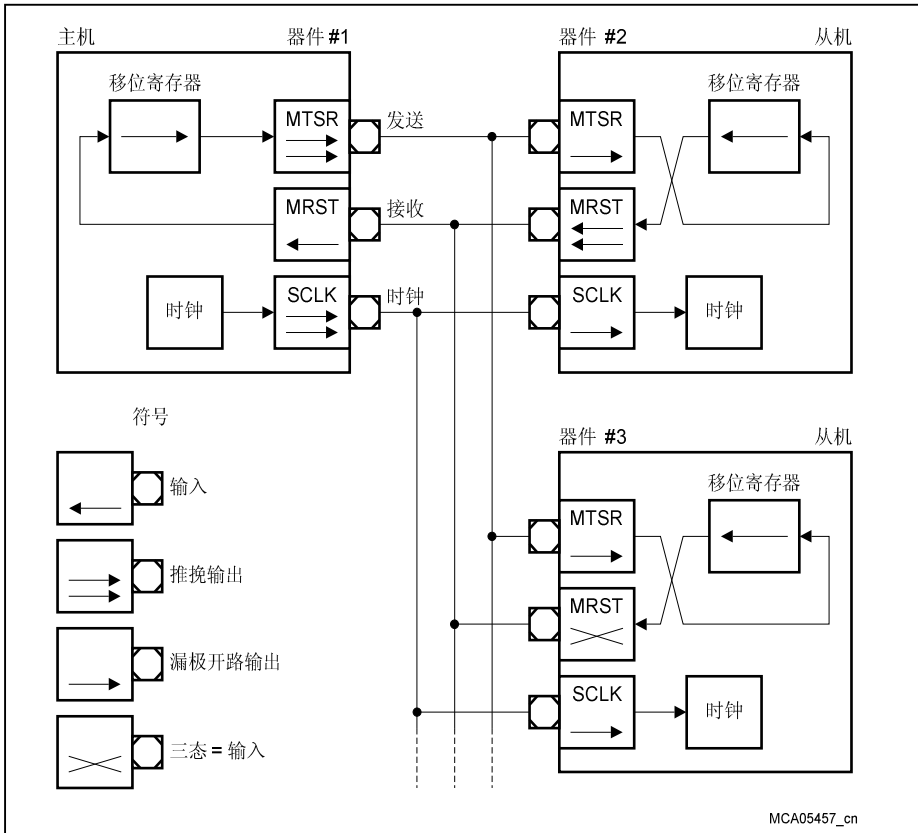 主机
器件 #1
移位寄存器
MTSR
发送
MRST
接收
时钟
SCLK
时钟
器件 #2
从机
MTSR
移位寄存器
MRST
SCLK
时钟
符号
输入
推挽输出
漏极开路输出
三态 = 输入
器件 #3
从机
移位寄存器
MTSR
MRST
SCLK
时钟
MCA05457_cn